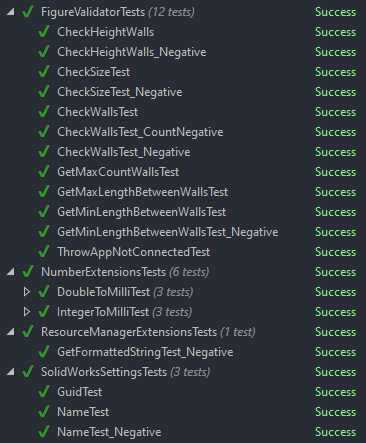 FigureValidatorTests (12 tests) Success
CheckHeightWalls Success
CheckHeightWalls_Negative Success
CheckSizeTest Success
CheckSizeTest_Negative Success
CheckWallsTest Success
CheckWallsTest_CountNegative Success
CheckWallsTest_Negative Success
GetMaxCountWallsTest Success
GetMaxLengthBetweenWallsTest Success
GetMinLengthBetweenWallsTest Success
GetMinLengthBetweenWallsTest_Negative Success
ThrowAppNotConnectedTest Success
NumberExtensionsTests (6 tests) Success
DoubleToMilliTest (3 tests) Success
IntegerToMilliTest (3 tests) Success
ResourceManagerExtensionsTests (1 test) Success
GetFormattedStringTest_Negative Success
SolidWorksSettingsTests (3 tests) Success
GuidTest Success
NameTest Success
NameTest_Negative Success